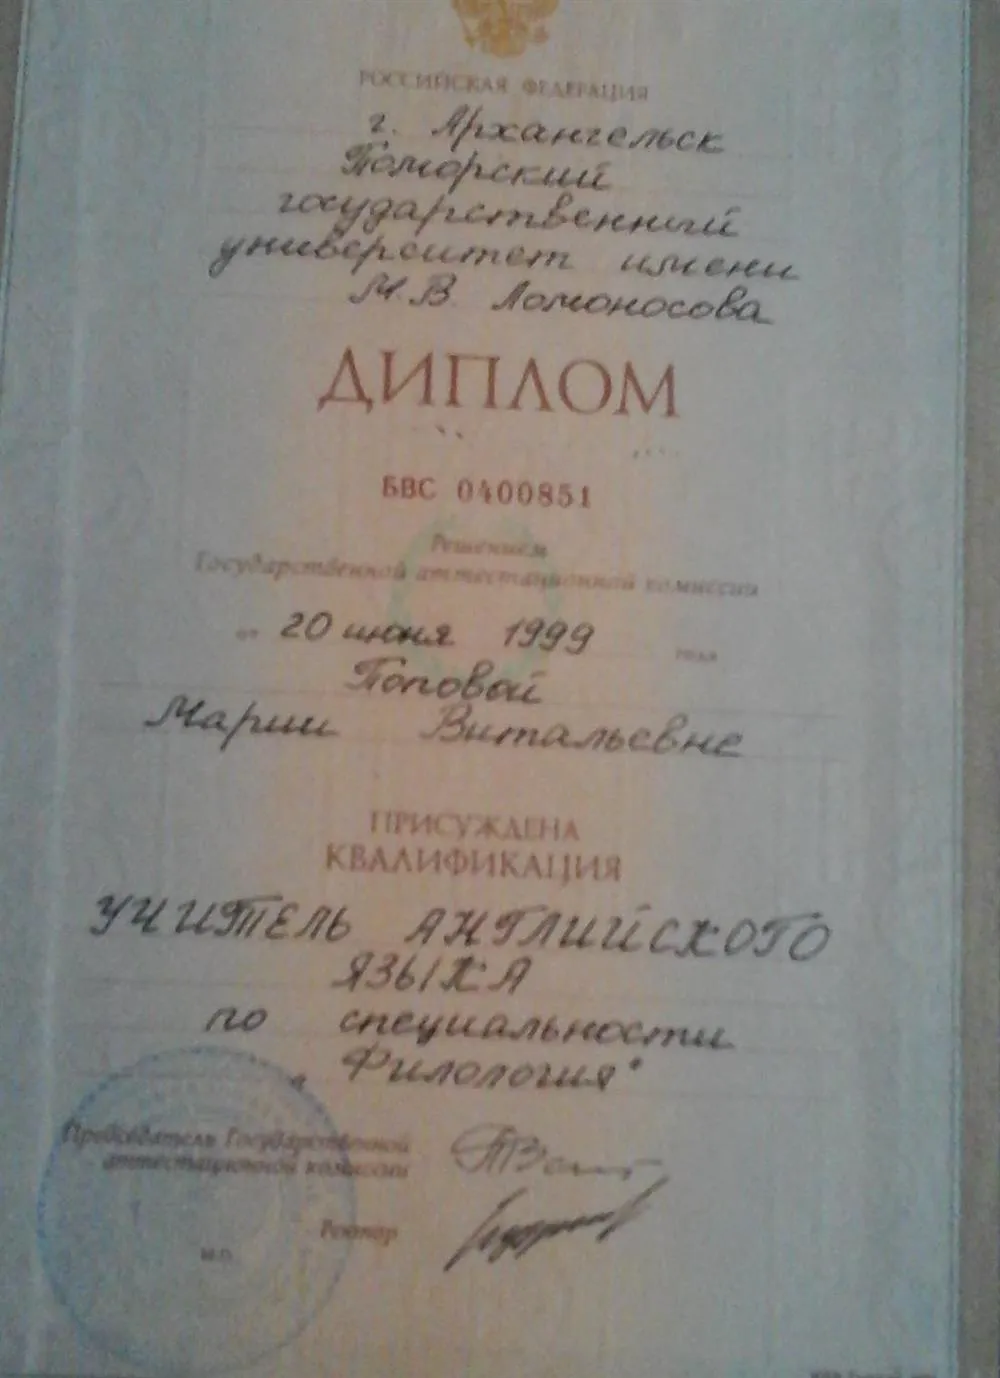 РОССИЙСКАЯ ФЕДЕРАЦИЯ
г. Архангельск
Поморский
государственный
университет имени
М.В. Ломоносова
ДИПЛОМ
БВС 0400851
Решением
Государственной аттестационной комиссии
от 20 июня 1999 года
Поповой
Марии Витальевне
ПРИСУЖДЕНА
КВАЛИФИКАЦИЯ
УЧИТЕЛЬ АНГЛИЙСКОГО
ЯЗЫКА
по специальности
„Филология"
Председатель Государственной
аттестационной комиссии
Ректор
М.П.